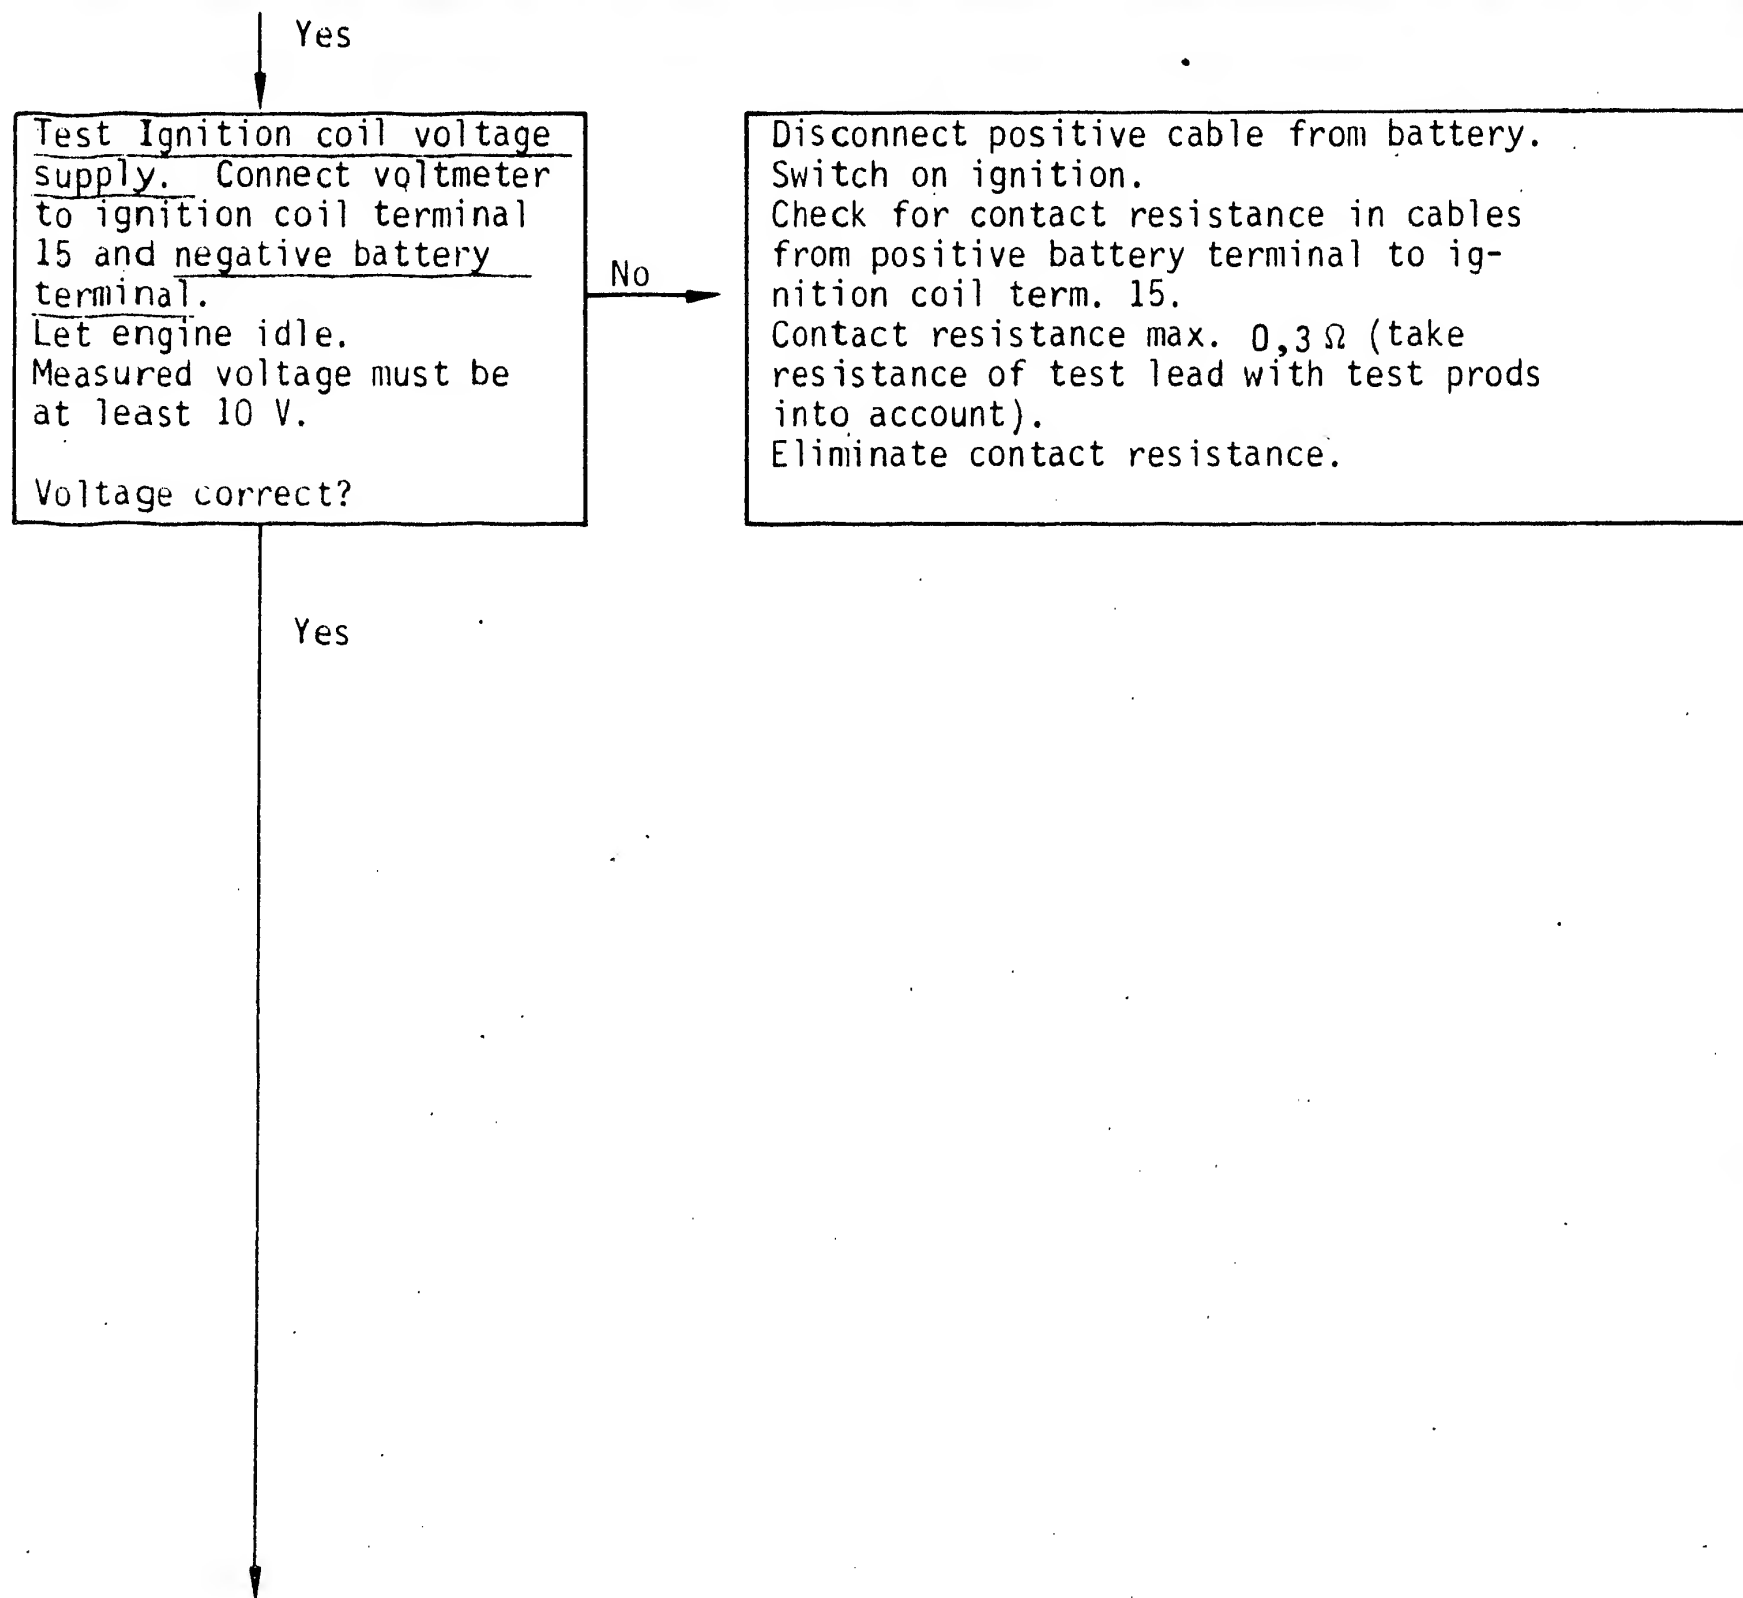 Yes
Test Ignition coil voltage
supply. Connect voltmeter
to ignition coil terminal
15 and negative battery
terminal.
Let engine idle.
Measured voltage must be
at least 10 V.
Voltage correct?
No
Disconnect positive cable from battery.
Switch on ignition.
Check for contact resistance in cables
from positive battery terminal to ig-
nition coil term. 15.
Contact resistance max. 0,3 Ω (take
resistance of test lead with test prods
into account).
Eliminate contact resistance.
Yes